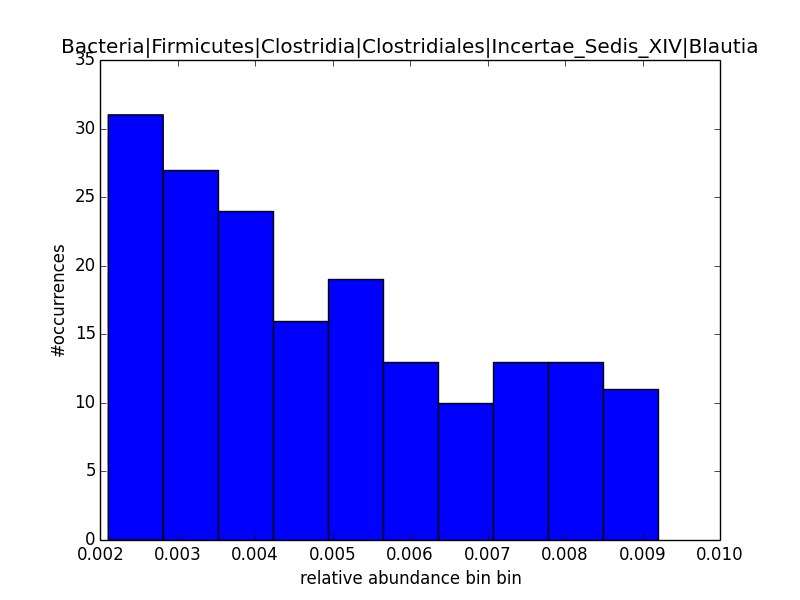 Bacteria|Firmicutes|Clostridia|Clostridiales|Incertae_Sedis_XIV|Blautia
35
30
25
20
15
10
5
0
#occurrences
0.002 0.003 0.004 0.005 0.006 0.007 0.008 0.009 0.010
relative abundance bin bin